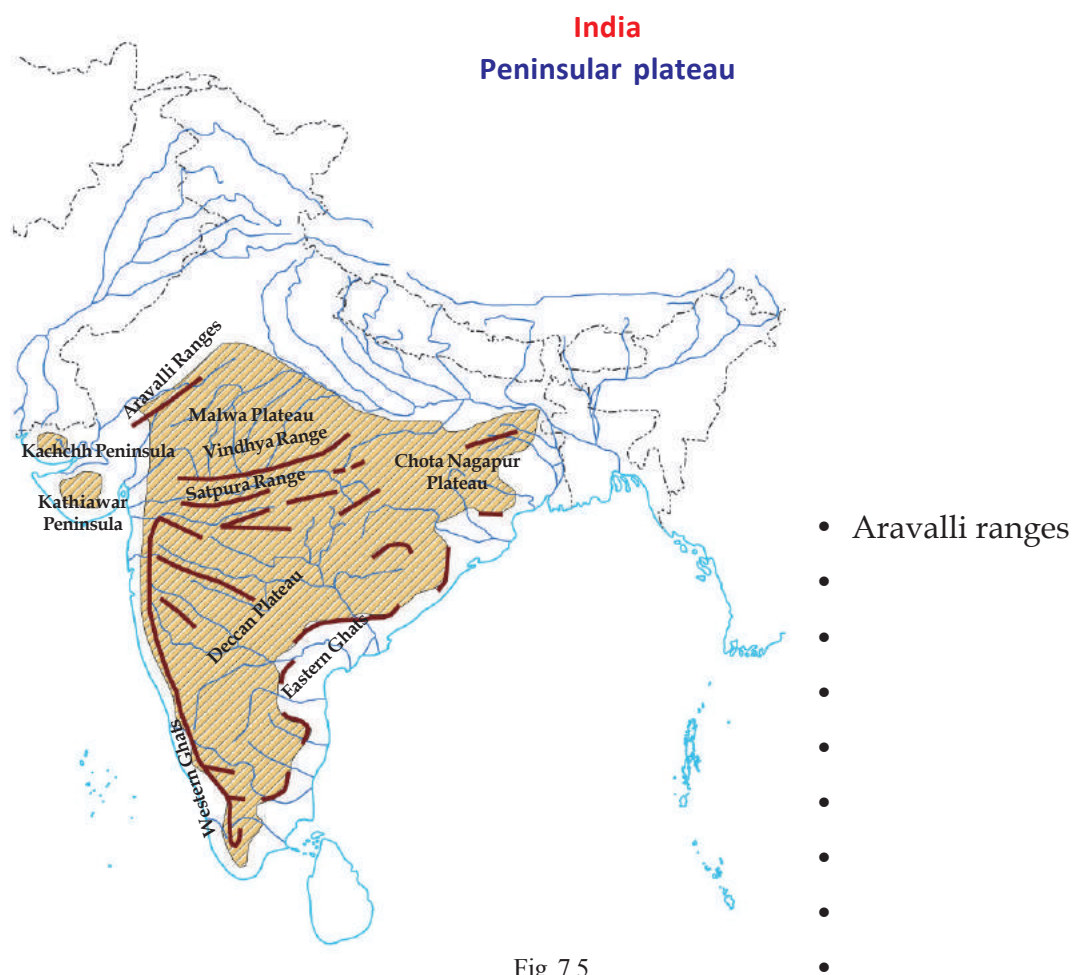 India
Peninsular plateau
Aravalli Ranges
Malwa Plateau
Vindhya Range
Kachchh Peninsula
Satpura Range
Chota Nagapur
Plateau
Kathiawar
Peninsula
Deccan Plateau
Eastern Ghats
Western Ghats
• Aravalli ranges
•
•
•
•
•
•
•
•
Fig 7.5